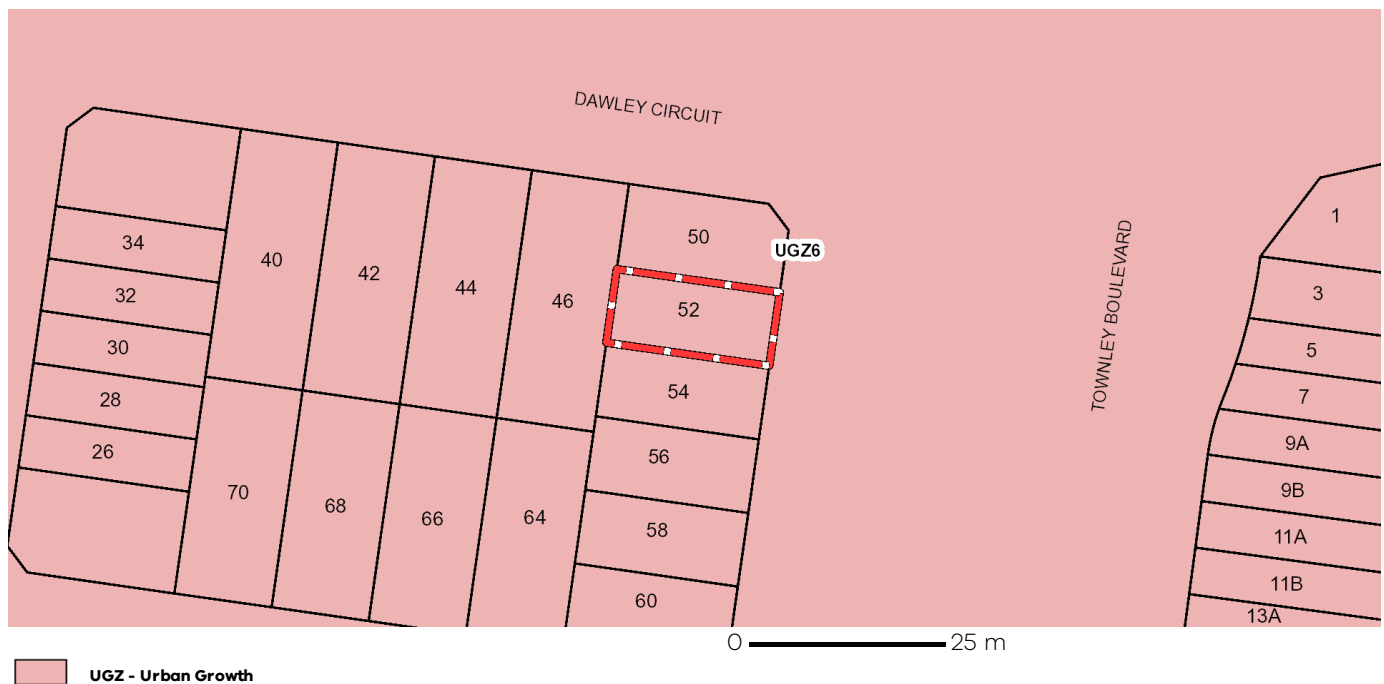 DAWLEY CIRCUIT
TOWNLEY BOULEVARD
UGZ6
34
32
30
28
26
40
42
44
46
50
52
54
56
58
60
70
68
66
64
1
3
5
7
9A
9B
11A
11B
13A
0 25 m
UGZ - Urban Growth